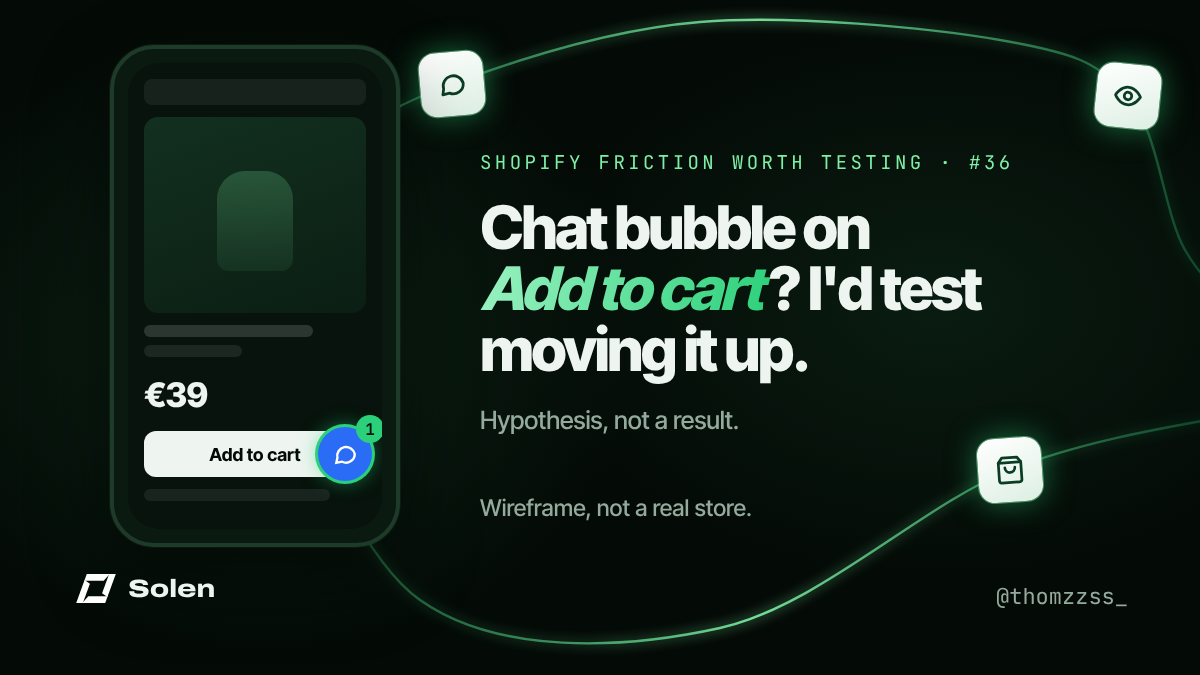 SHOPIFY FRICTION WORTH TESTING · #36
Chat bubble on
Add to cart? I'd test
moving it up.
Hypothesis, not a result.
Wireframe, not a real store.
€39
Add to cart
1
Solen
@thomzzss_